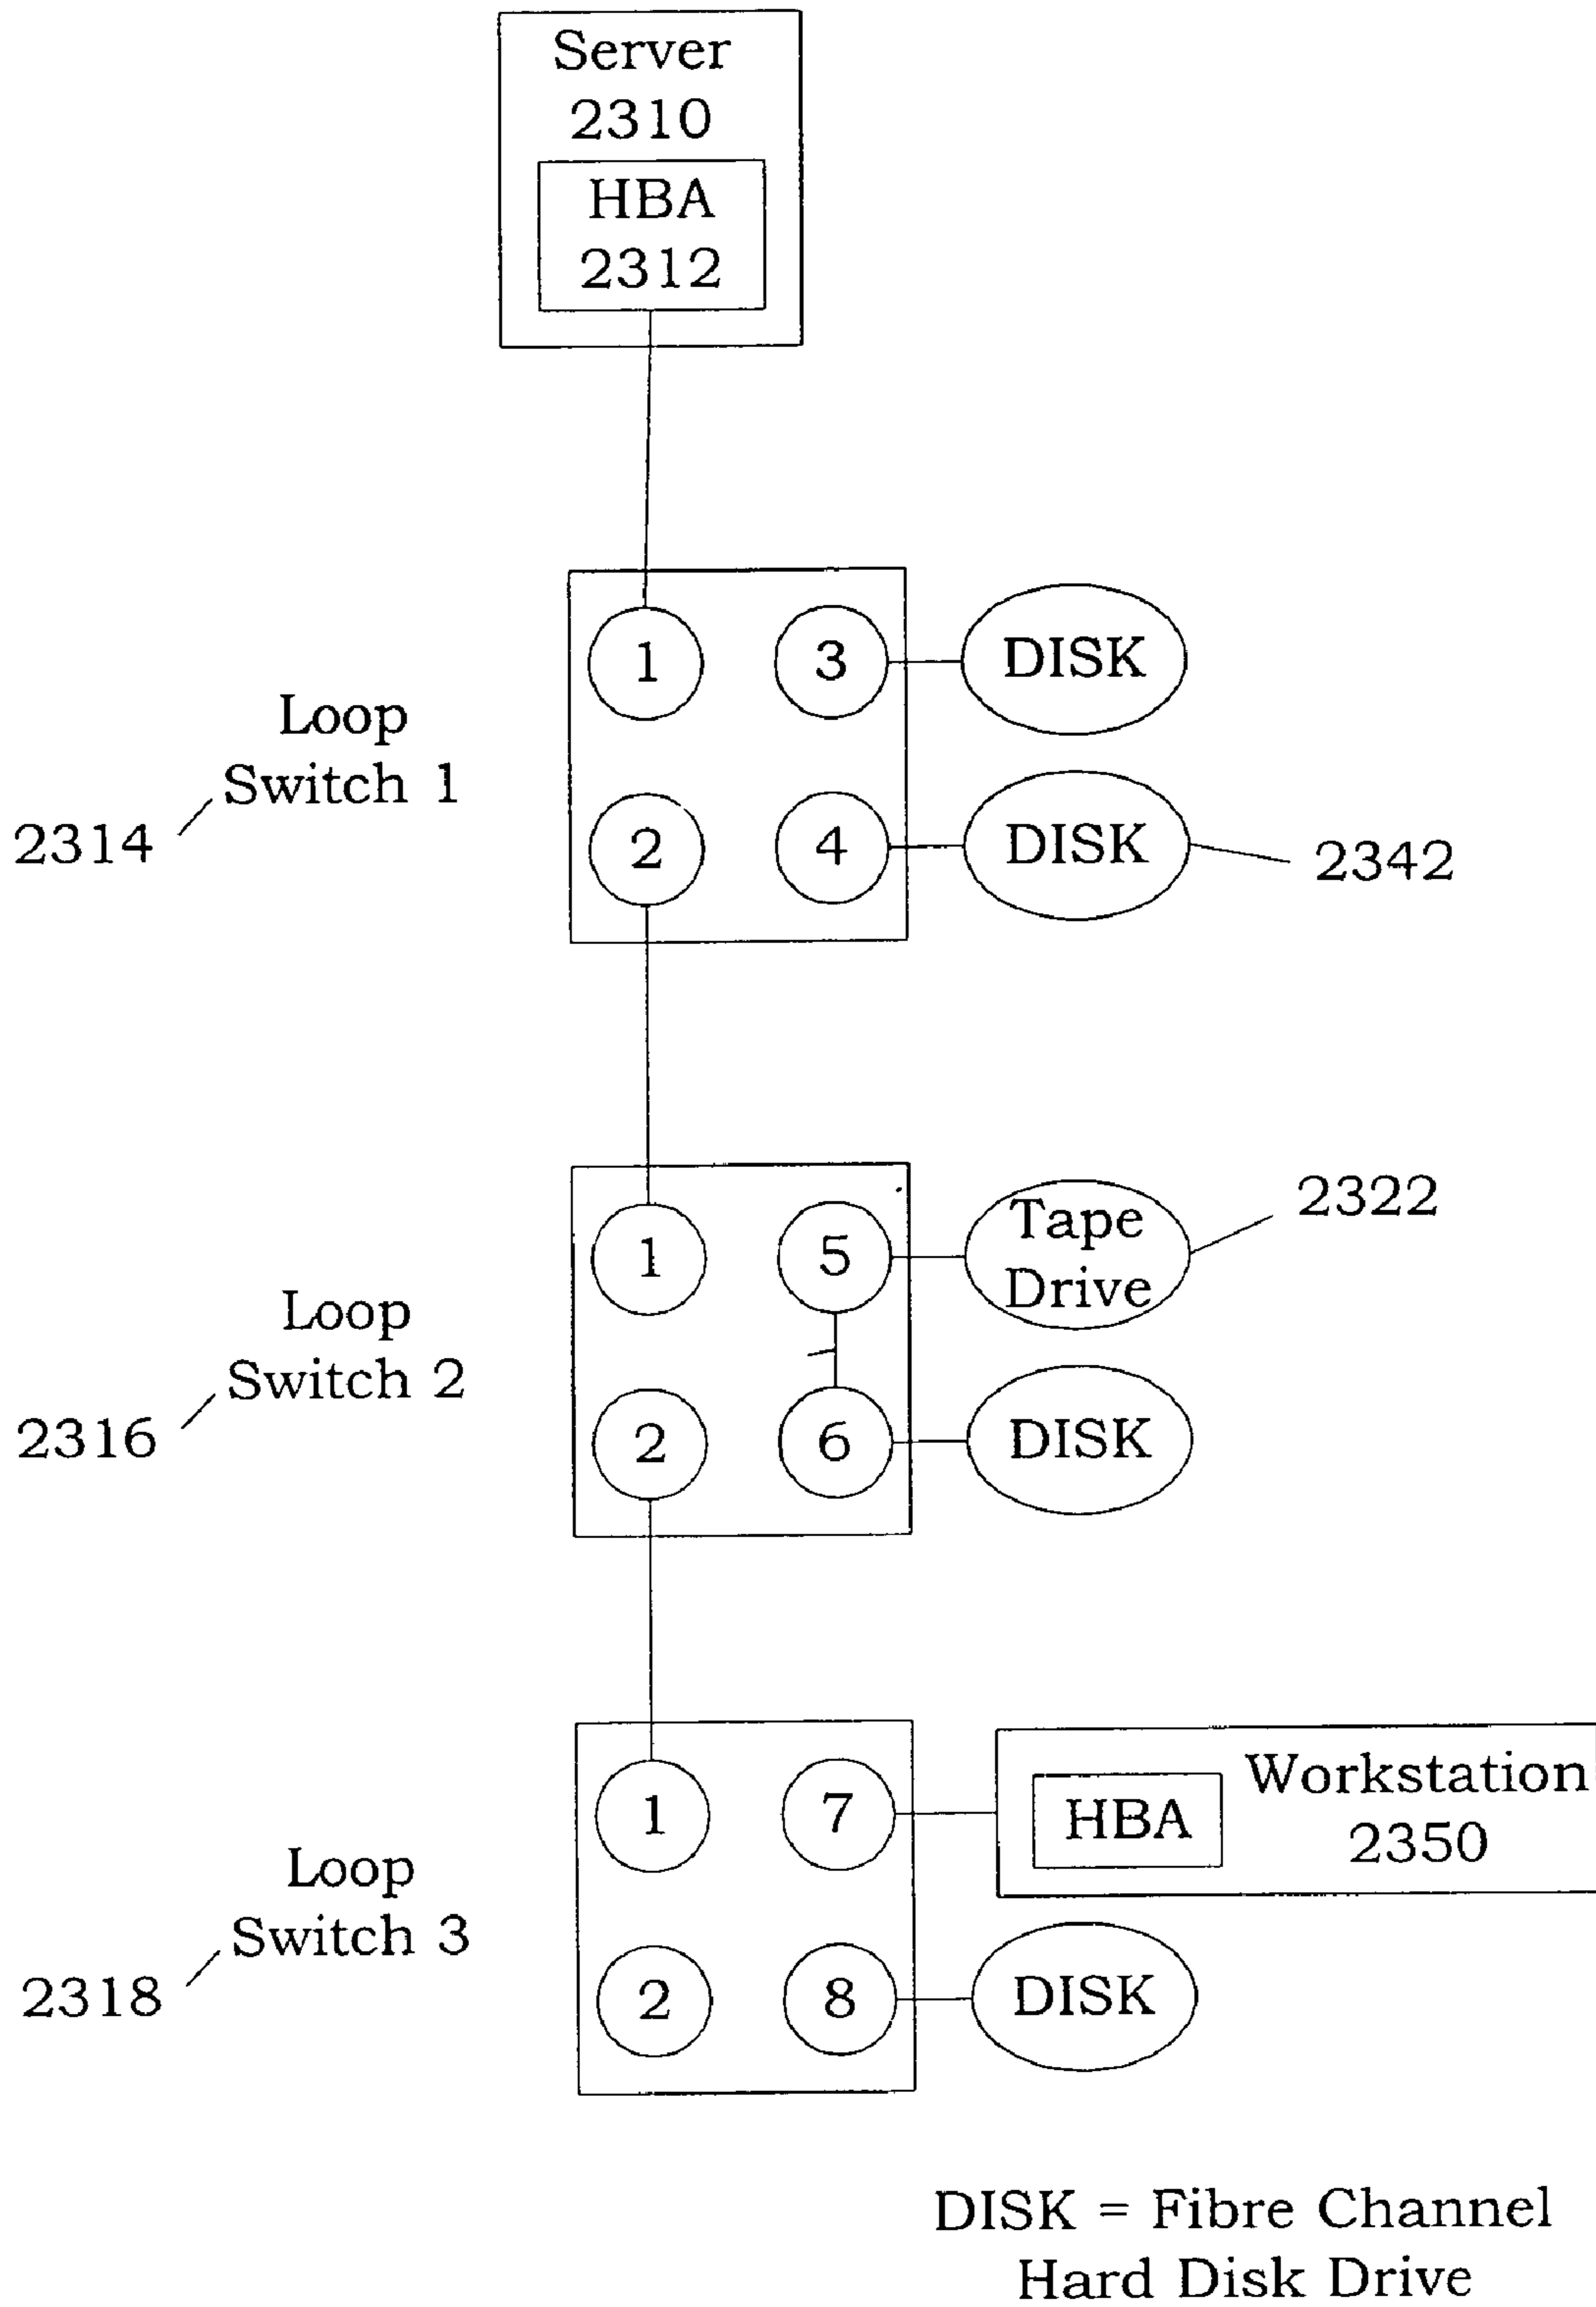 Server
2310
HBA
2312
1
3
DISK
Loop
Switch 1
2314
2
4
DISK
2342
1
5
Tape
Drive
2322
Loop
Switch 2
2316
2
6
DISK
1
7
HBA
Workstation
2350
Loop
Switch 3
2318
2
8
DISK
DISK = Fibre Channel
Hard Disk Drive